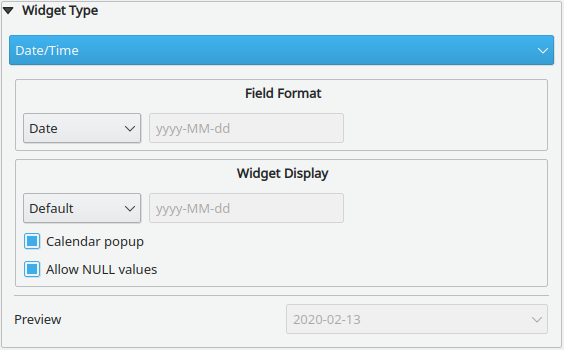 Widget Type
Date/Time
Field Format
Date yyyy-MM-dd
Widget Display
Default yyyy-MM-dd
Calendar popup
Allow NULL values
Preview 2020-02-13